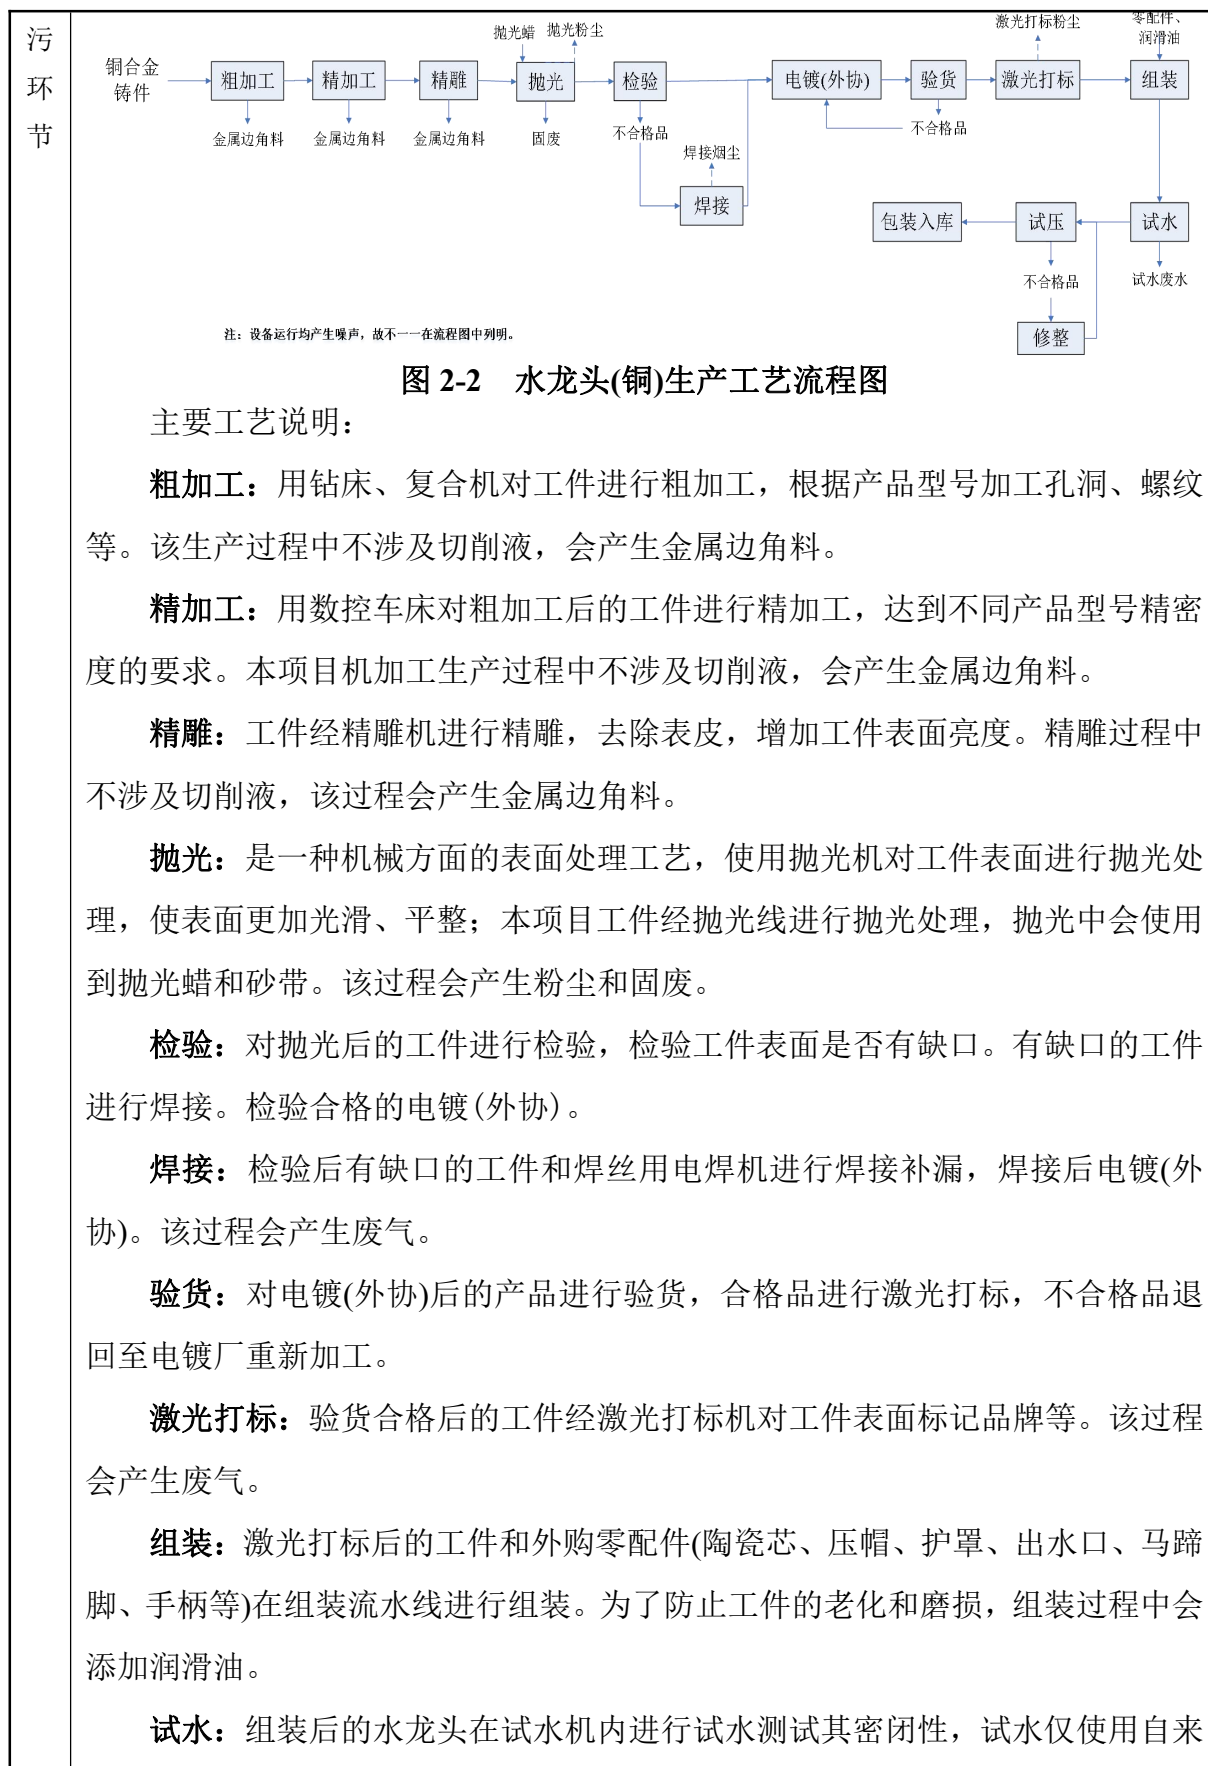 污
环
节
零配件、
润滑油
激光打标粉尘
抛光蜡
抛光粉尘
铜合金
铸件
粗加工
精加工
精雕
抛光
检验
电镀(外协)
验货
激光打标
组装
金属边角料
金属边角料
金属边角料
固废
不合格品
不合格品
焊接烟尘
焊接
包装入库
试压
试水
不合格品
试水废水
修整
注：设备运行均产生噪声，故不一一在流程图中列明。
图 2-2 水龙头(铜)生产工艺流程图
主要工艺说明：
粗加工：用钻床、复合机对工件进行粗加工，根据产品型号加工孔洞、螺纹
等。该生产过程中不涉及切削液，会产生金属边角料。
精加工：用数控车床对粗加工后的工件进行精加工，达到不同产品型号精密
度的要求。本项目机加工生产过程中不涉及切削液，会产生金属边角料。
精雕：工件经精雕机进行精雕，去除表皮，增加工件表面亮度。精雕过程中
不涉及切削液，该过程会产生金属边角料。
抛光：是一种机械方面的表面处理工艺，使用抛光机对工件表面进行抛光处
理，使表面更加光滑、平整；本项目工件经抛光线进行抛光处理，抛光中会使用
到抛光蜡和砂带。该过程会产生粉尘和固废。
检验：对抛光后的工件进行检验，检验工件表面是否有缺口。有缺口的工件
进行焊接。检验合格的电镀(外协)。
焊接：检验后有缺口的工件和焊丝用电焊机进行焊接补漏，焊接后电镀(外
协)。该过程会产生废气。
验货：对电镀(外协)后的产品进行验货，合格品进行激光打标，不合格品退
回至电镀厂重新加工。
激光打标：验货合格后的工件经激光打标机对工件表面标记品牌等。该过程
会产生废气。
组装：激光打标后的工件和外购零配件(陶瓷芯、压帽、护罩、出水口、马蹄
脚、手柄等)在组装流水线进行组装。为了防止工件的老化和磨损，组装过程中会
添加润滑油。
试水：组装后的水龙头在试水机内进行试水测试其密闭性，试水仅使用自来